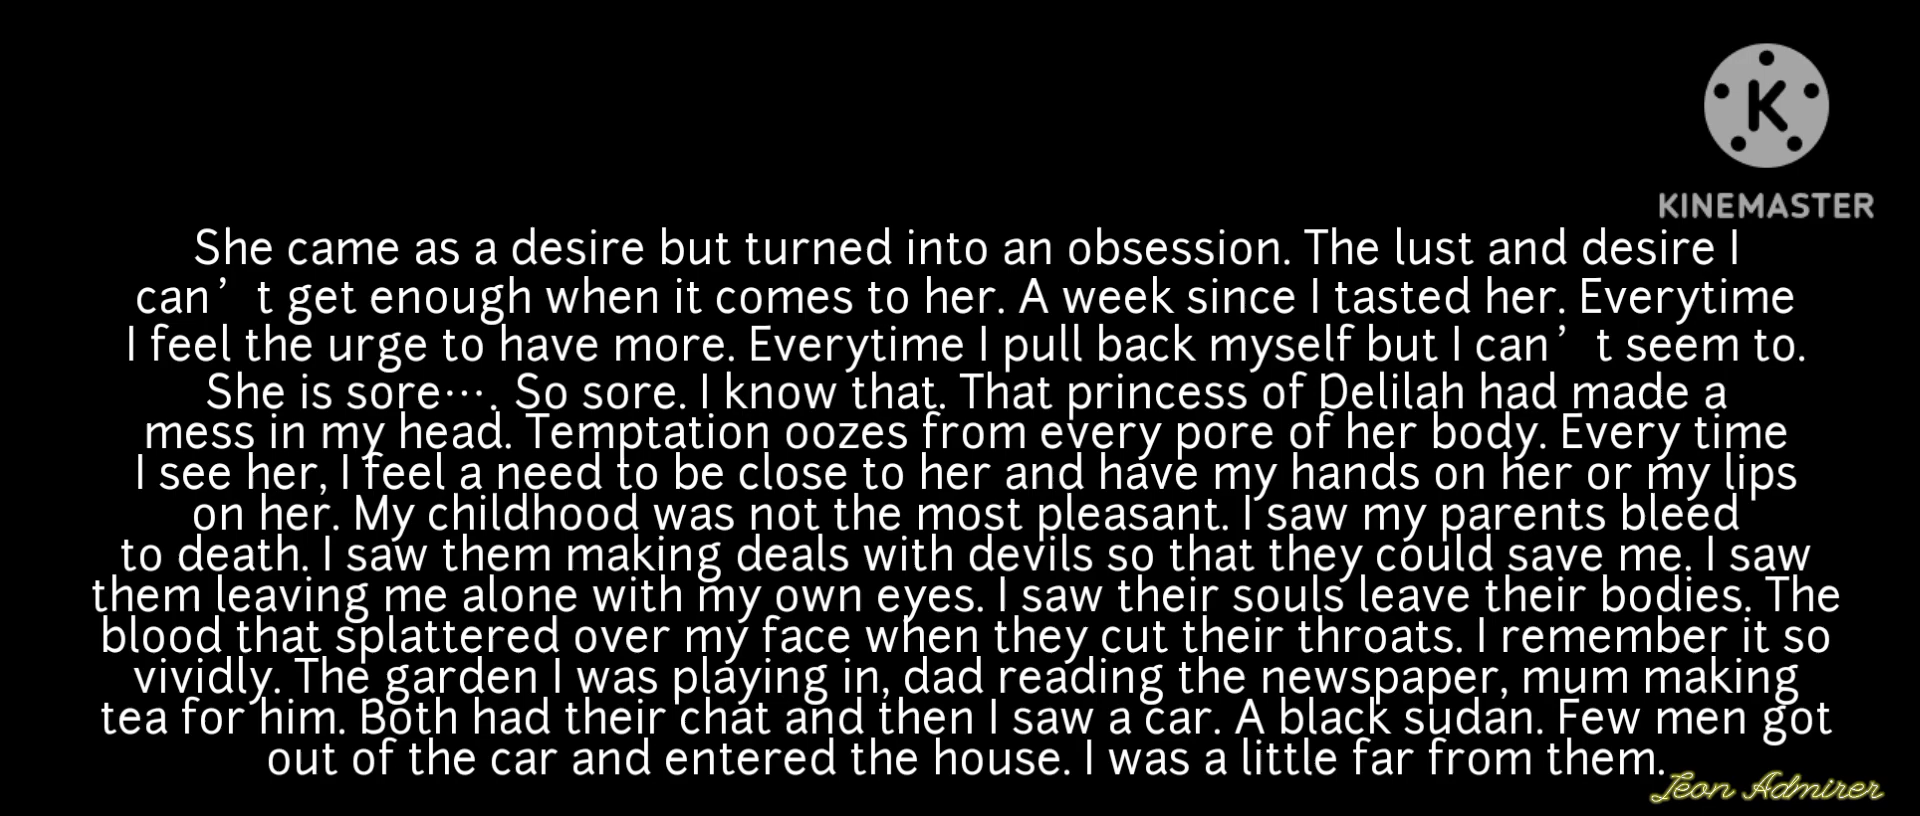 K
KINEMASTER
She came as a desire but turned into an obsession. The lust and desire I
can’t get enough when it comes to her. A week since I tasted her. Everytime
I feel the urge to have more. Everytime I pull back myself but I can’t seem to.
She is sore…. So sore. I know that. That princess of Delilah had made a
mess in my head. Temptation oozes from every pore of her body. Every time
I see her, I feel a need to be close to her and have my hands on her or my lips
on her. My childhood was not the most pleasant. I saw my parents bleed
to death. I saw them making deals with devils so that they could save me. I saw
them leaving me alone with my own eyes. I saw their souls leave their bodies. The
blood that splattered over my face when they cut their throats. I remember it so
vividly. The garden I was playing in, dad reading the newspaper, mum making
tea for him. Both had their chat and then I saw a car. A black sudan. Few men got
out of the car and entered the house. I was a little far from them.
Leon Admirer